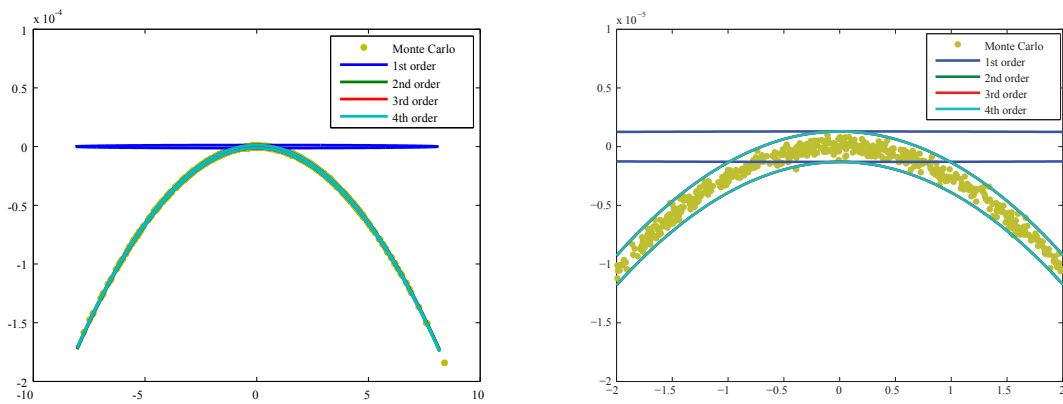 x 10⁻⁴
1
0.5
0
-0.5
-1
-1.5
-2
-10
-5
0
5
10
Monte Carlo
1st order
2nd order
3rd order
4th order
x 10⁻⁵
1
0.5
0
−0.5
−1
−1.5
−2
−2
−1.5
−1
−0.5
0
0.5
1
1.5
2
Monte Carlo
1st order
2nd order
3rd order
4th order